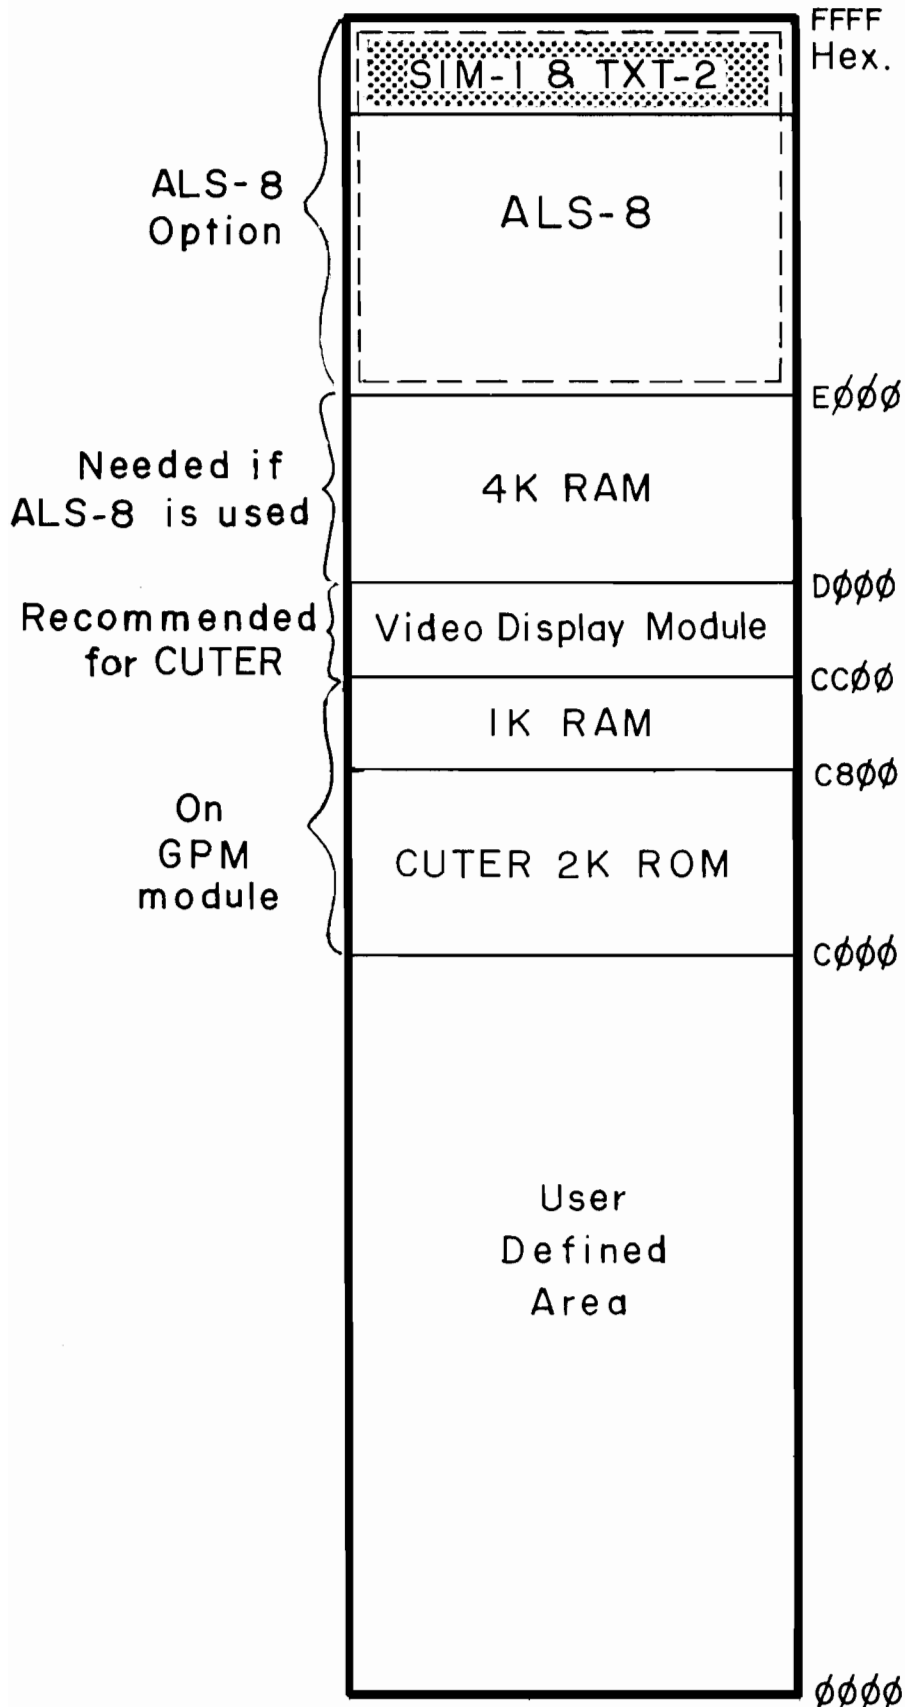 FFFF
Hex.
SIM-1 & TXT-2
ALS-8
Option
ALS-8
EØØØ
Needed if
ALS-8 is used
4K RAM
DØØØ
Recommended
for CUTER
Video Display Module
CCØØ
1K RAM
C8ØØ
On
GPM
module
CUTER 2K ROM
CØØØ
User
Defined
Area
ØØØØ